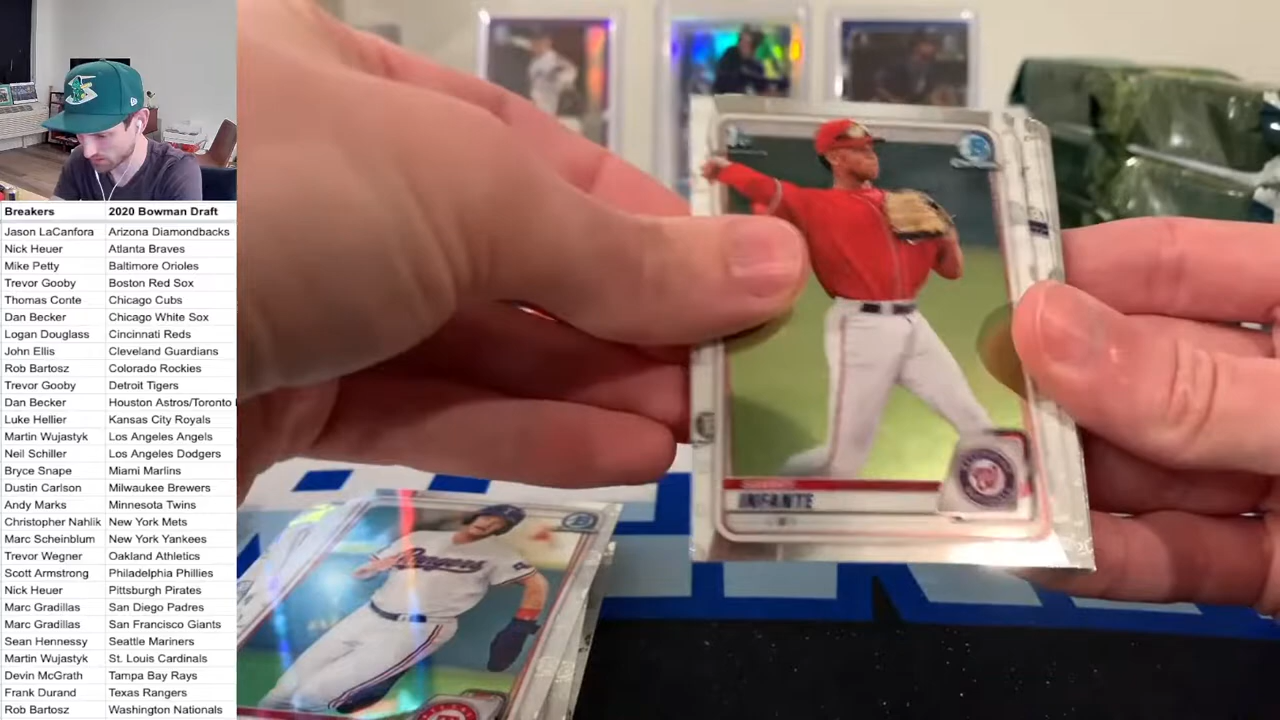 Breakers 2020 Bowman Draft
Jason LaCanfora Arizona Diamondbacks
Nick Heuer Atlanta Braves
Mike Petty Baltimore Orioles
Trevor Gooby Boston Red Sox
Thomas Conte Chicago Cubs
Dan Becker Chicago White Sox
Logan Douglass Cincinnati Reds
John Ellis Cleveland Guardians
Rob Bartosz Colorado Rockies
Trevor Gooby Detroit Tigers
Dan Becker Houston Astros/Toronto
Luke Hellier Kansas City Royals
Martin Wujastyk Los Angeles Angels
Neil Schiller Los Angeles Dodgers
Bryce Snape Miami Marlins
Dustin Carlson Milwaukee Brewers
Andy Marks Minnesota Twins
Christopher Nahlik New York Mets
Marc Scheinblum New York Yankees
Trevor Wegner Oakland Athletics
Scott Armstrong Philadelphia Phillies
Nick Heuer Pittsburgh Pirates
Marc Gradillas San Diego Padres
Marc Gradillas San Francisco Giants
Sean Hennessy Seattle Mariners
Martin Wujastyk St. Louis Cardinals
Devin McGrath Tampa Bay Rays
Frank Durand Texas Rangers
Rob Bartosz Washington Nationals
INFANTE
Rangers